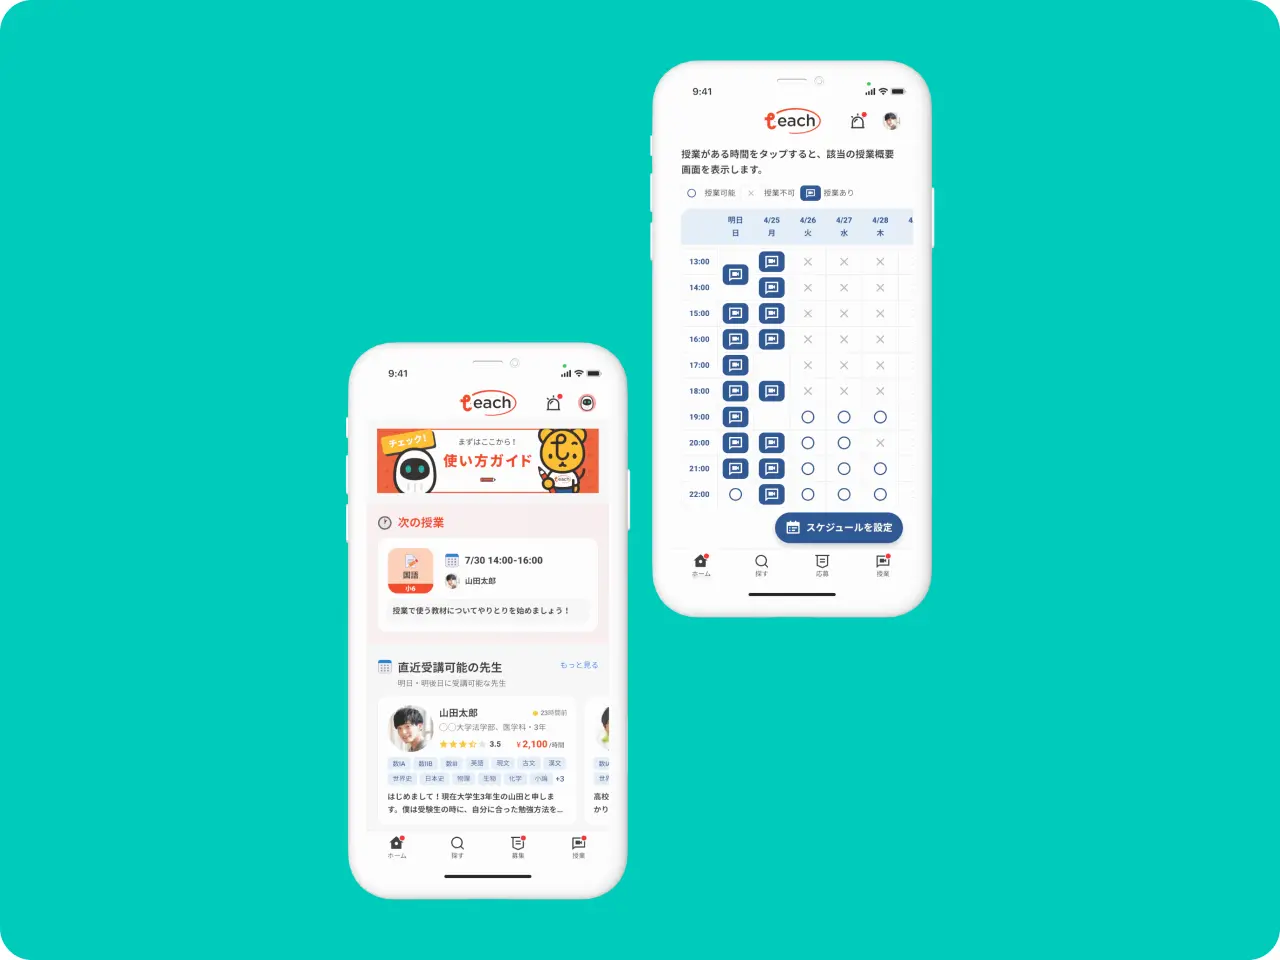 9:41
teach
チェック!
まずはここから!
使い方ガイド
teach
次の授業
国語
小6
7/30 14:00-16:00
山田太郎
授業で使う教材についてやりとりを始めましょう!
直近受講可能の先生
もっと見る
明日・明後日に受講可能な先生
山田太郎
23時間前
〇〇大学法学部、医学科・3年
3.5
¥2,100/時間
数IA 数IIB 数III 英語 現文 古文 漢文
世界史 日本史 物理 生物 化学 小論 +3
はじめまして!現在大学生3年生の山田と申しま
す。僕は受験生の時に、自分に合った勉強方法を...
高校
かり
ホーム 探す 募集 授業
9:41
teach
授業がある時間をタップすると、該当の授業概要
画面を表示します。
授業可能 授業不可 授業あり
明日 4/25 4/26 4/27 4/28
日 月 火 水 木
13:00
14:00
15:00
16:00
17:00
18:00
19:00
20:00
21:00
22:00
スケジュールを設定
ホーム 探す 応募 授業